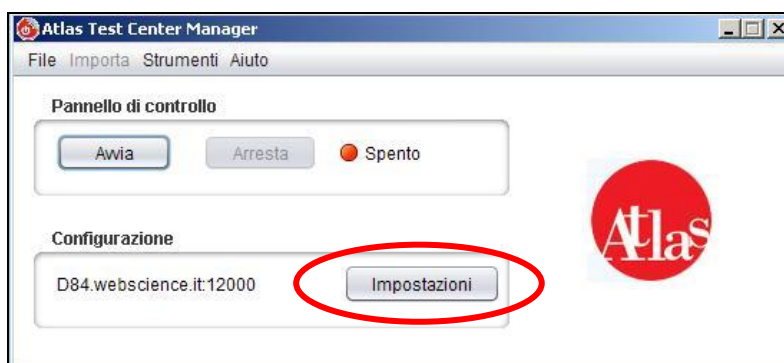 Atlas Test Center Manager
File Importa Strumenti Aiuto
Pannello di controllo
Avvia Arresta Spento
Configurazione
D84.webscience.it:12000 Impostazioni
Atlas